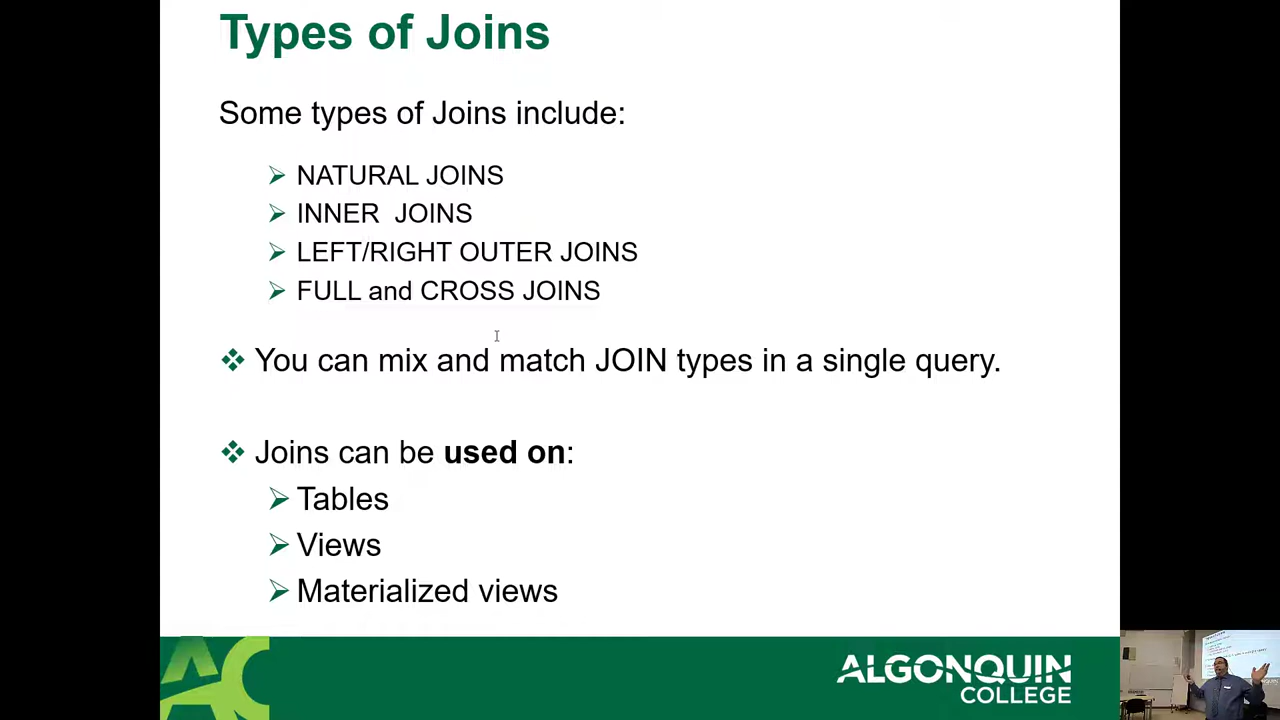 Types of Joins
Some types of Joins include:
NATURAL JOINS
INNER  JOINS
LEFT/RIGHT OUTER JOINS
FULL and CROSS JOINS
You can mix and match JOIN types in a single query.
Joins can be used on:
Tables
Views
Materialized views
AC
ALGONQUIN
COLLEGE